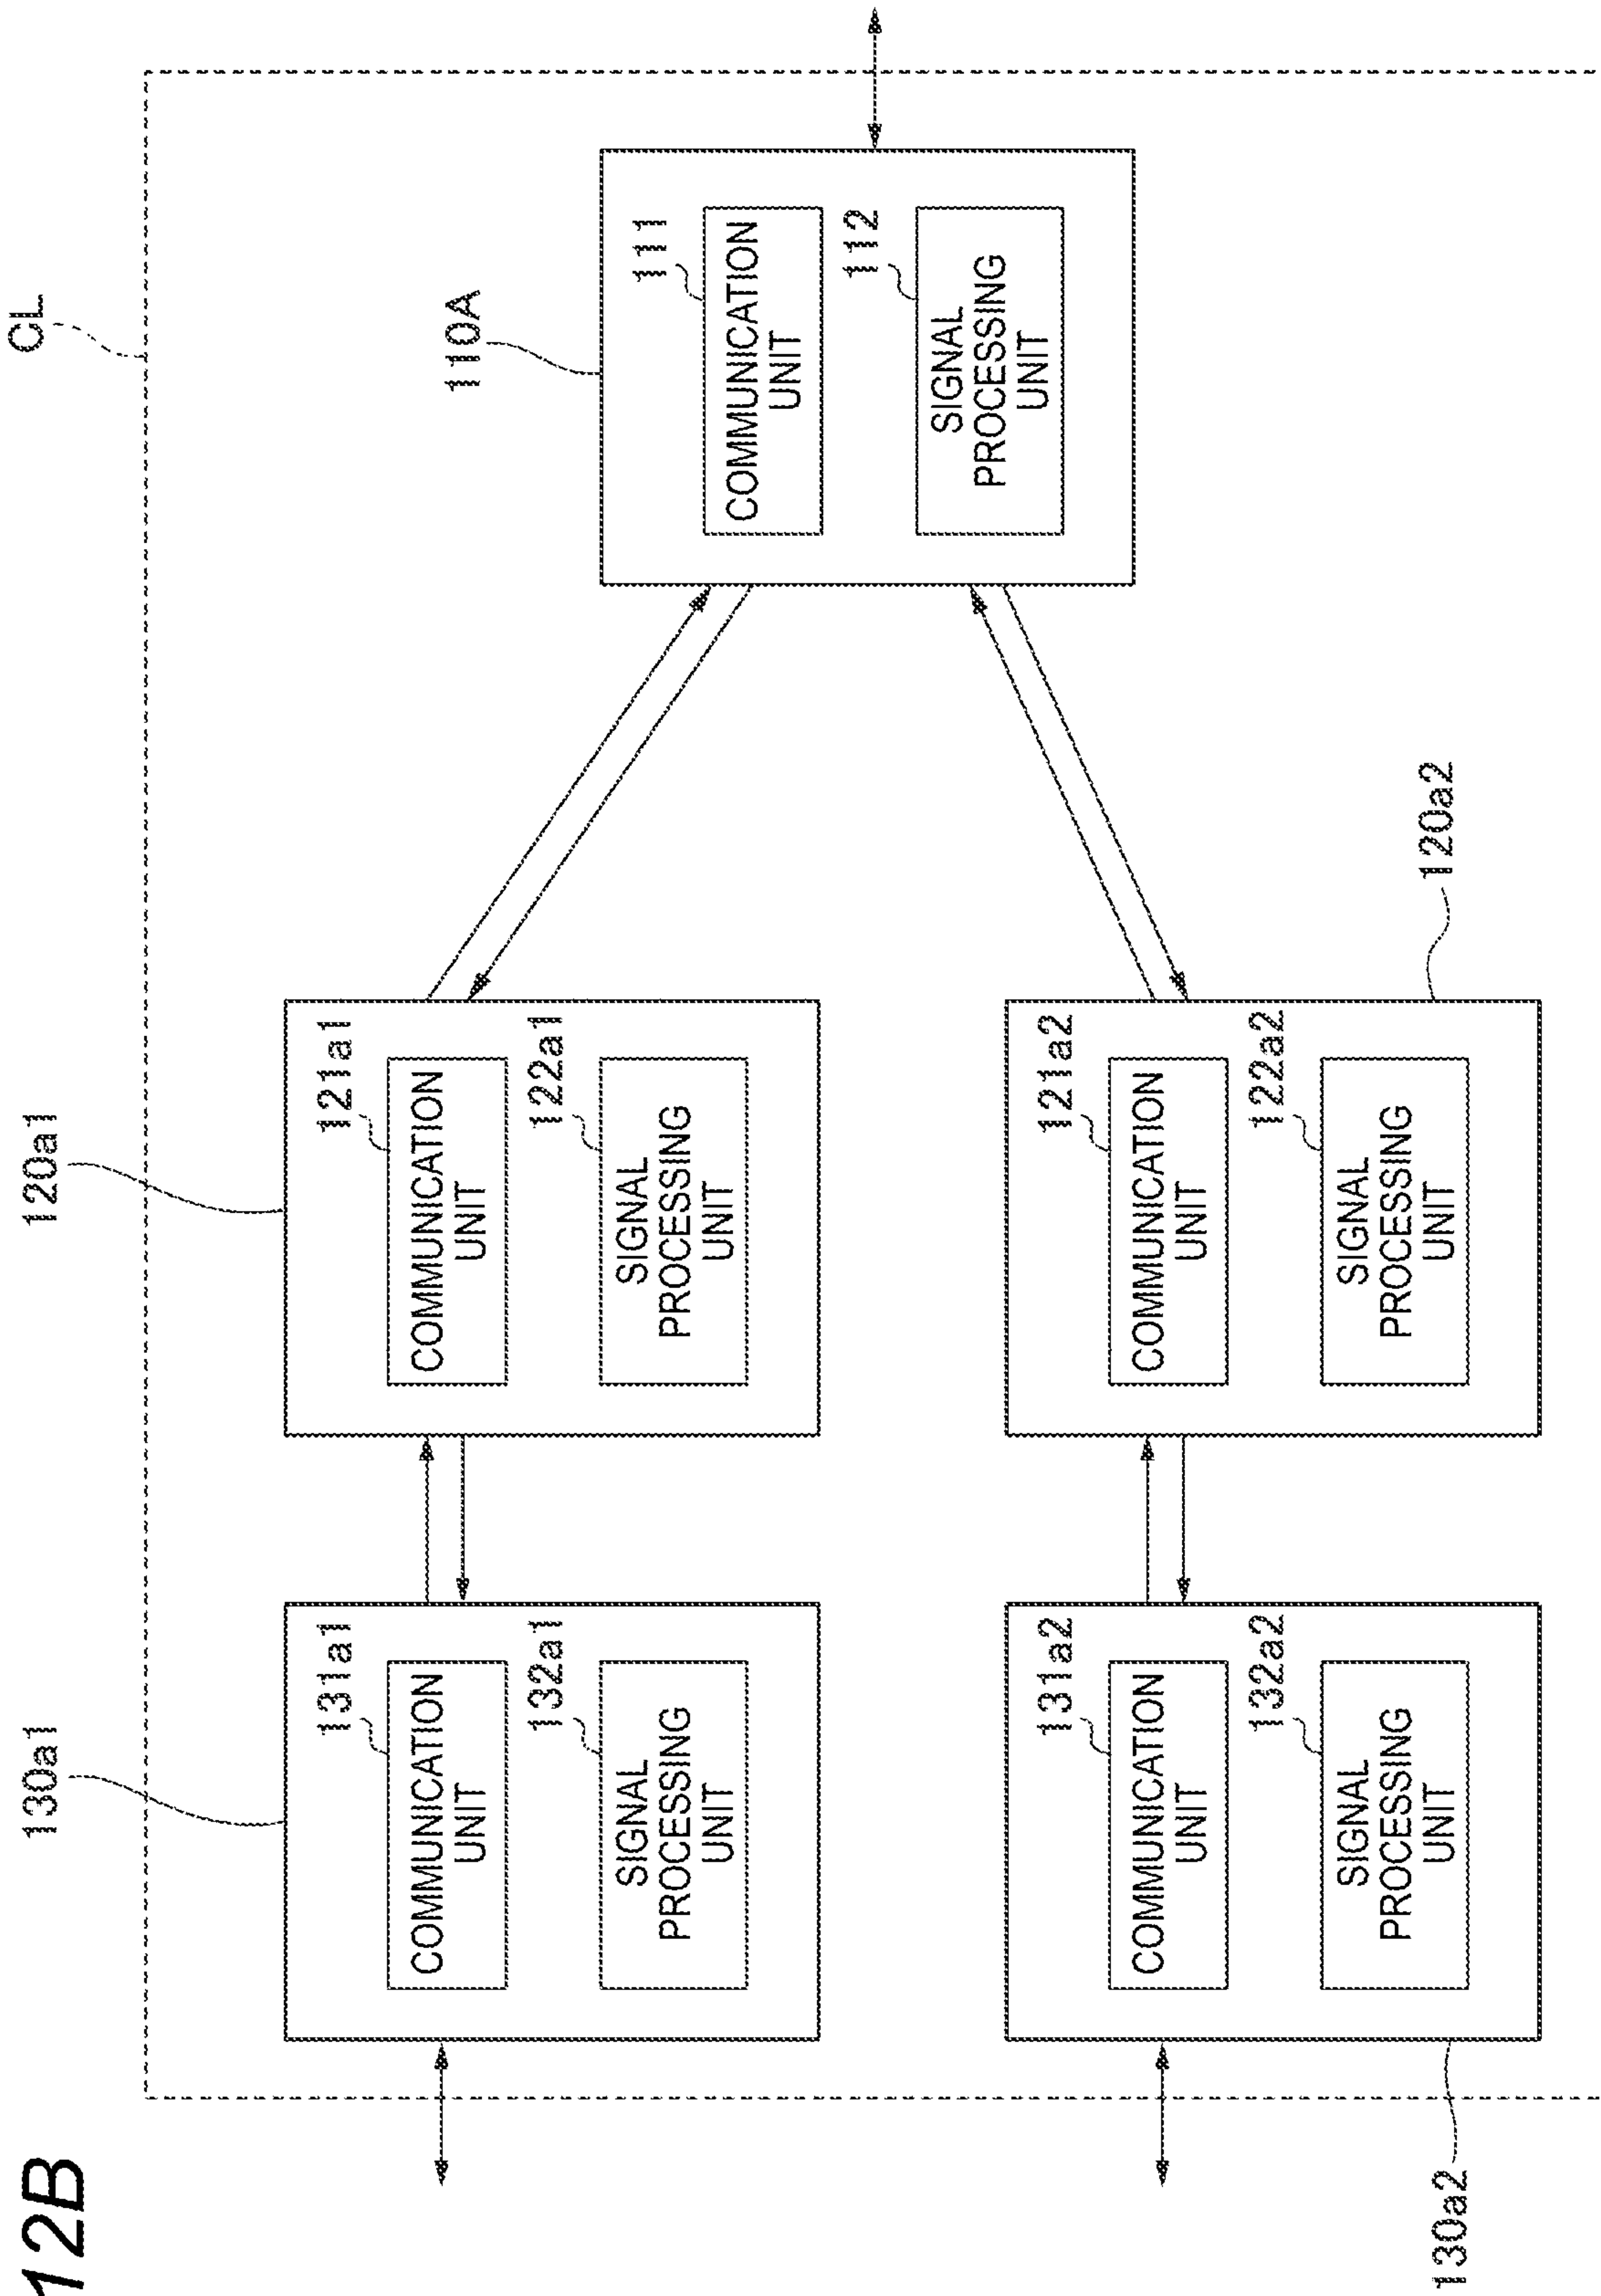 12B
CL
130a1
120a1
110A
131a1
COMMUNICATION
UNIT
132a1
SIGNAL
PROCESSING
UNIT
121a1
COMMUNICATION
UNIT
122a1
SIGNAL
PROCESSING
UNIT
111
COMMUNICATION
UNIT
112
SIGNAL
PROCESSING
UNIT
131a2
COMMUNICATION
UNIT
132a2
SIGNAL
PROCESSING
UNIT
121a2
COMMUNICATION
UNIT
122a2
SIGNAL
PROCESSING
UNIT
130a2
120a2